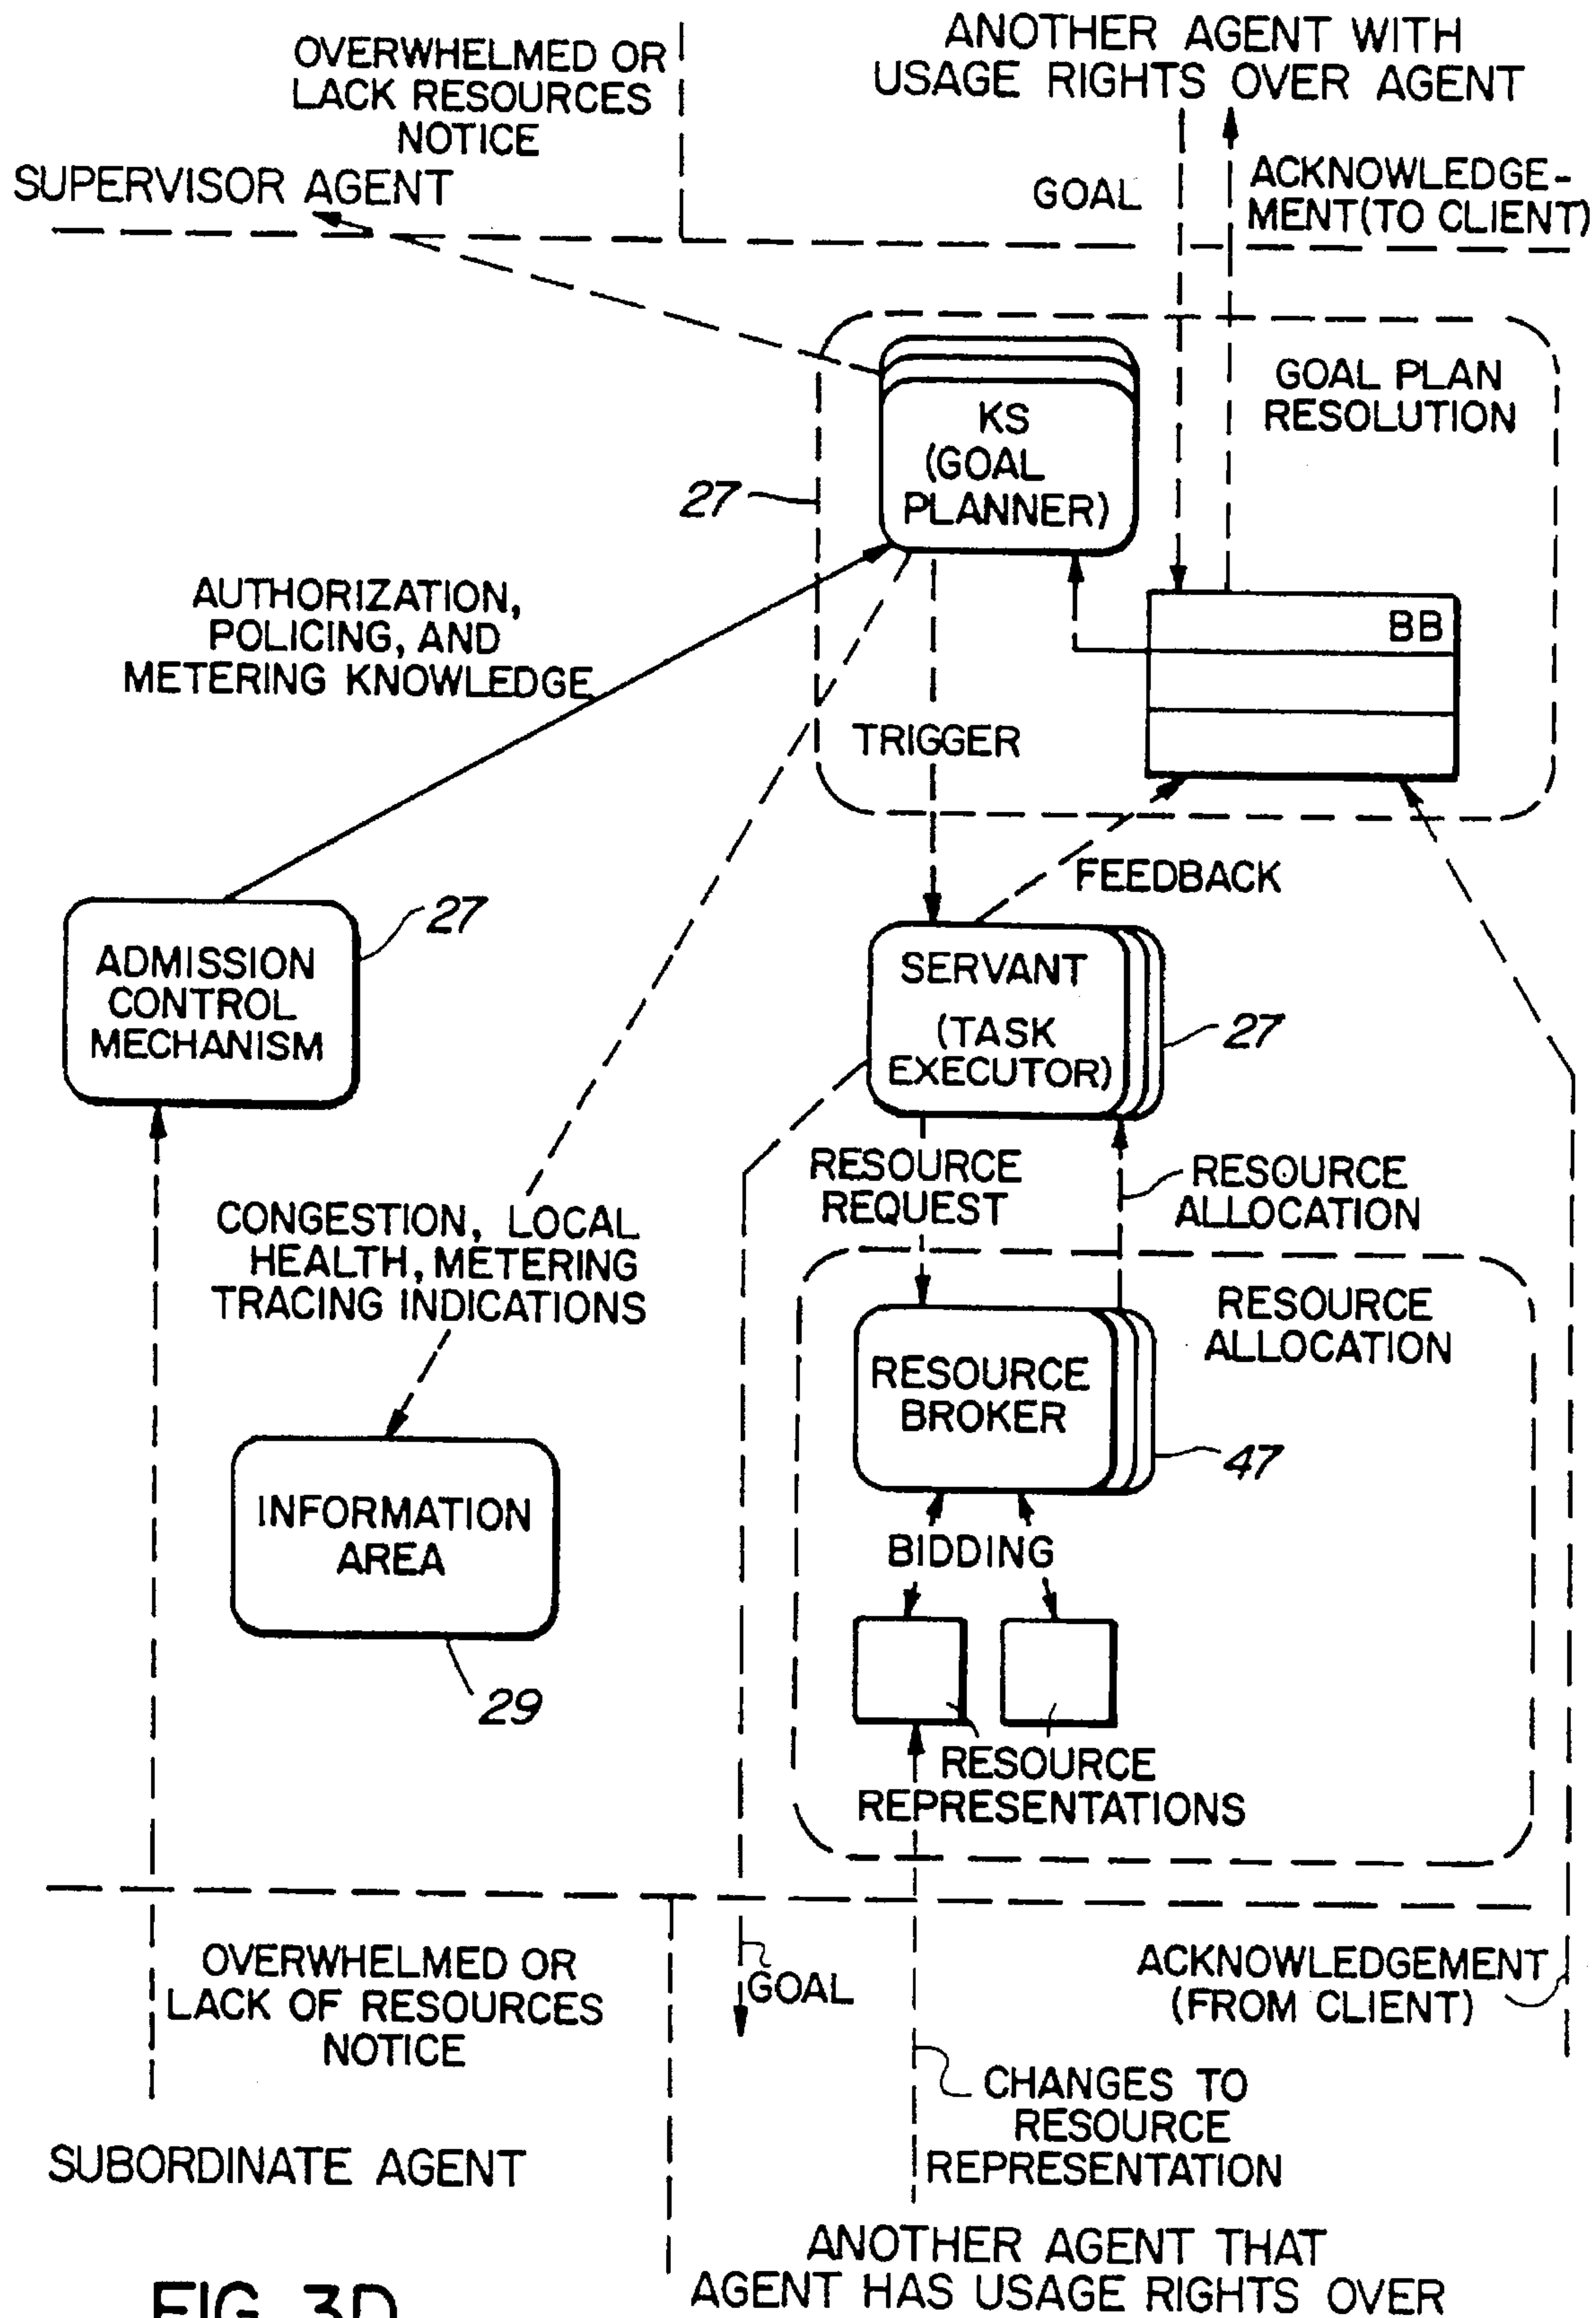 OVERWHELMED OR
LACK RESOURCES
NOTICE
SUPERVISOR AGENT
ANOTHER AGENT WITH
USAGE RIGHTS OVER AGENT
GOAL
ACKNOWLEDGE-
MENT(TO CLIENT)
GOAL PLAN
RESOLUTION
KS
(GOAL
PLANNER)
27
BB
AUTHORIZATION,
POLICING, AND
METERING KNOWLEDGE
TRIGGER
FEEDBACK
ADMISSION
CONTROL
MECHANISM
27
SERVANT
(TASK
EXECUTOR)
27
RESOURCE
REQUEST
RESOURCE
ALLOCATION
CONGESTION, LOCAL
HEALTH, METERING
TRACING INDICATIONS
RESOURCE
ALLOCATION
RESOURCE
BROKER
47
INFORMATION
AREA
29
BIDDING
RESOURCE
REPRESENTATIONS
OVERWHELMED OR
LACK OF RESOURCES
NOTICE
GOAL
ACKNOWLEDGEMENT
(FROM CLIENT)
CHANGES TO
RESOURCE
REPRESENTATION
SUBORDINATE AGENT
ANOTHER AGENT THAT
AGENT HAS USAGE RIGHTS OVER
FIG. 3D